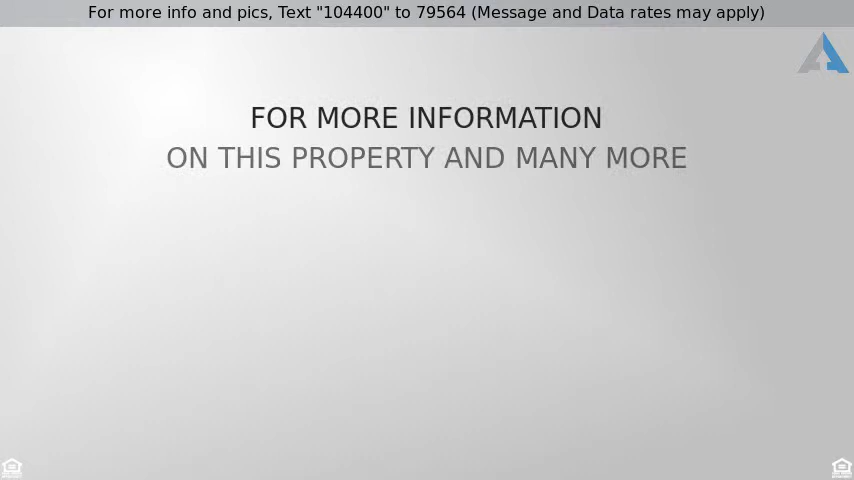 For more info and pics, Text "104400" to 79564 (Message and Data rates may apply)
FOR MORE INFORMATION
ON THIS PROPERTY AND MANY MORE